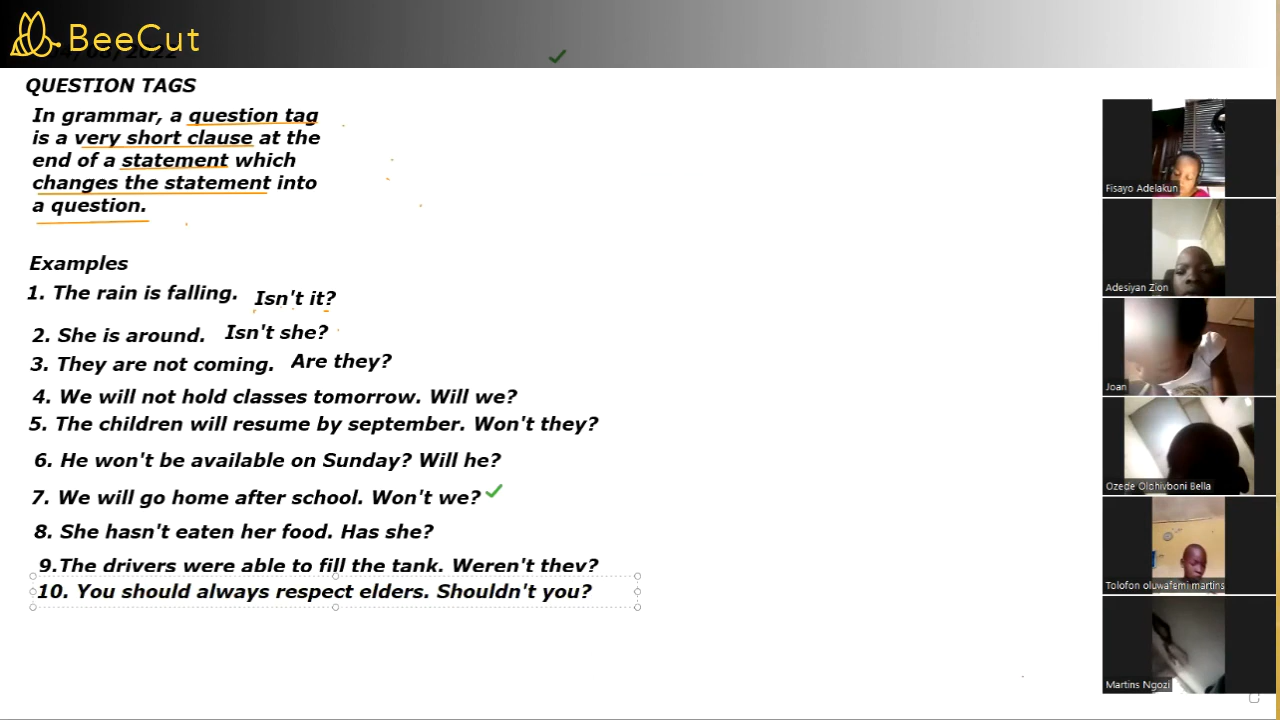 BeeCut
QUESTION TAGS
In grammar, a question tag
is a very short clause at the
end of a statement which
changes the statement into
a question.
Examples
1. The rain is falling. Isn't it?
2. She is around. Isn't she?
3. They are not coming. Are they?
4. We will not hold classes tomorrow. Will we?
5. The children will resume by september. Won't they?
6. He won't be available on Sunday? Will he?
7. We will go home after school. Won't we?
8. She hasn't eaten her food. Has she?
9.The drivers were able to fill the tank. Weren't they?
10. You should always respect elders. Shouldn't you?
Fisayo Adelakun
Adesiyan Zion
Joan
Ozede Olohivboni Bella
Tolofon oluwafemi martins
Martins Ngozi